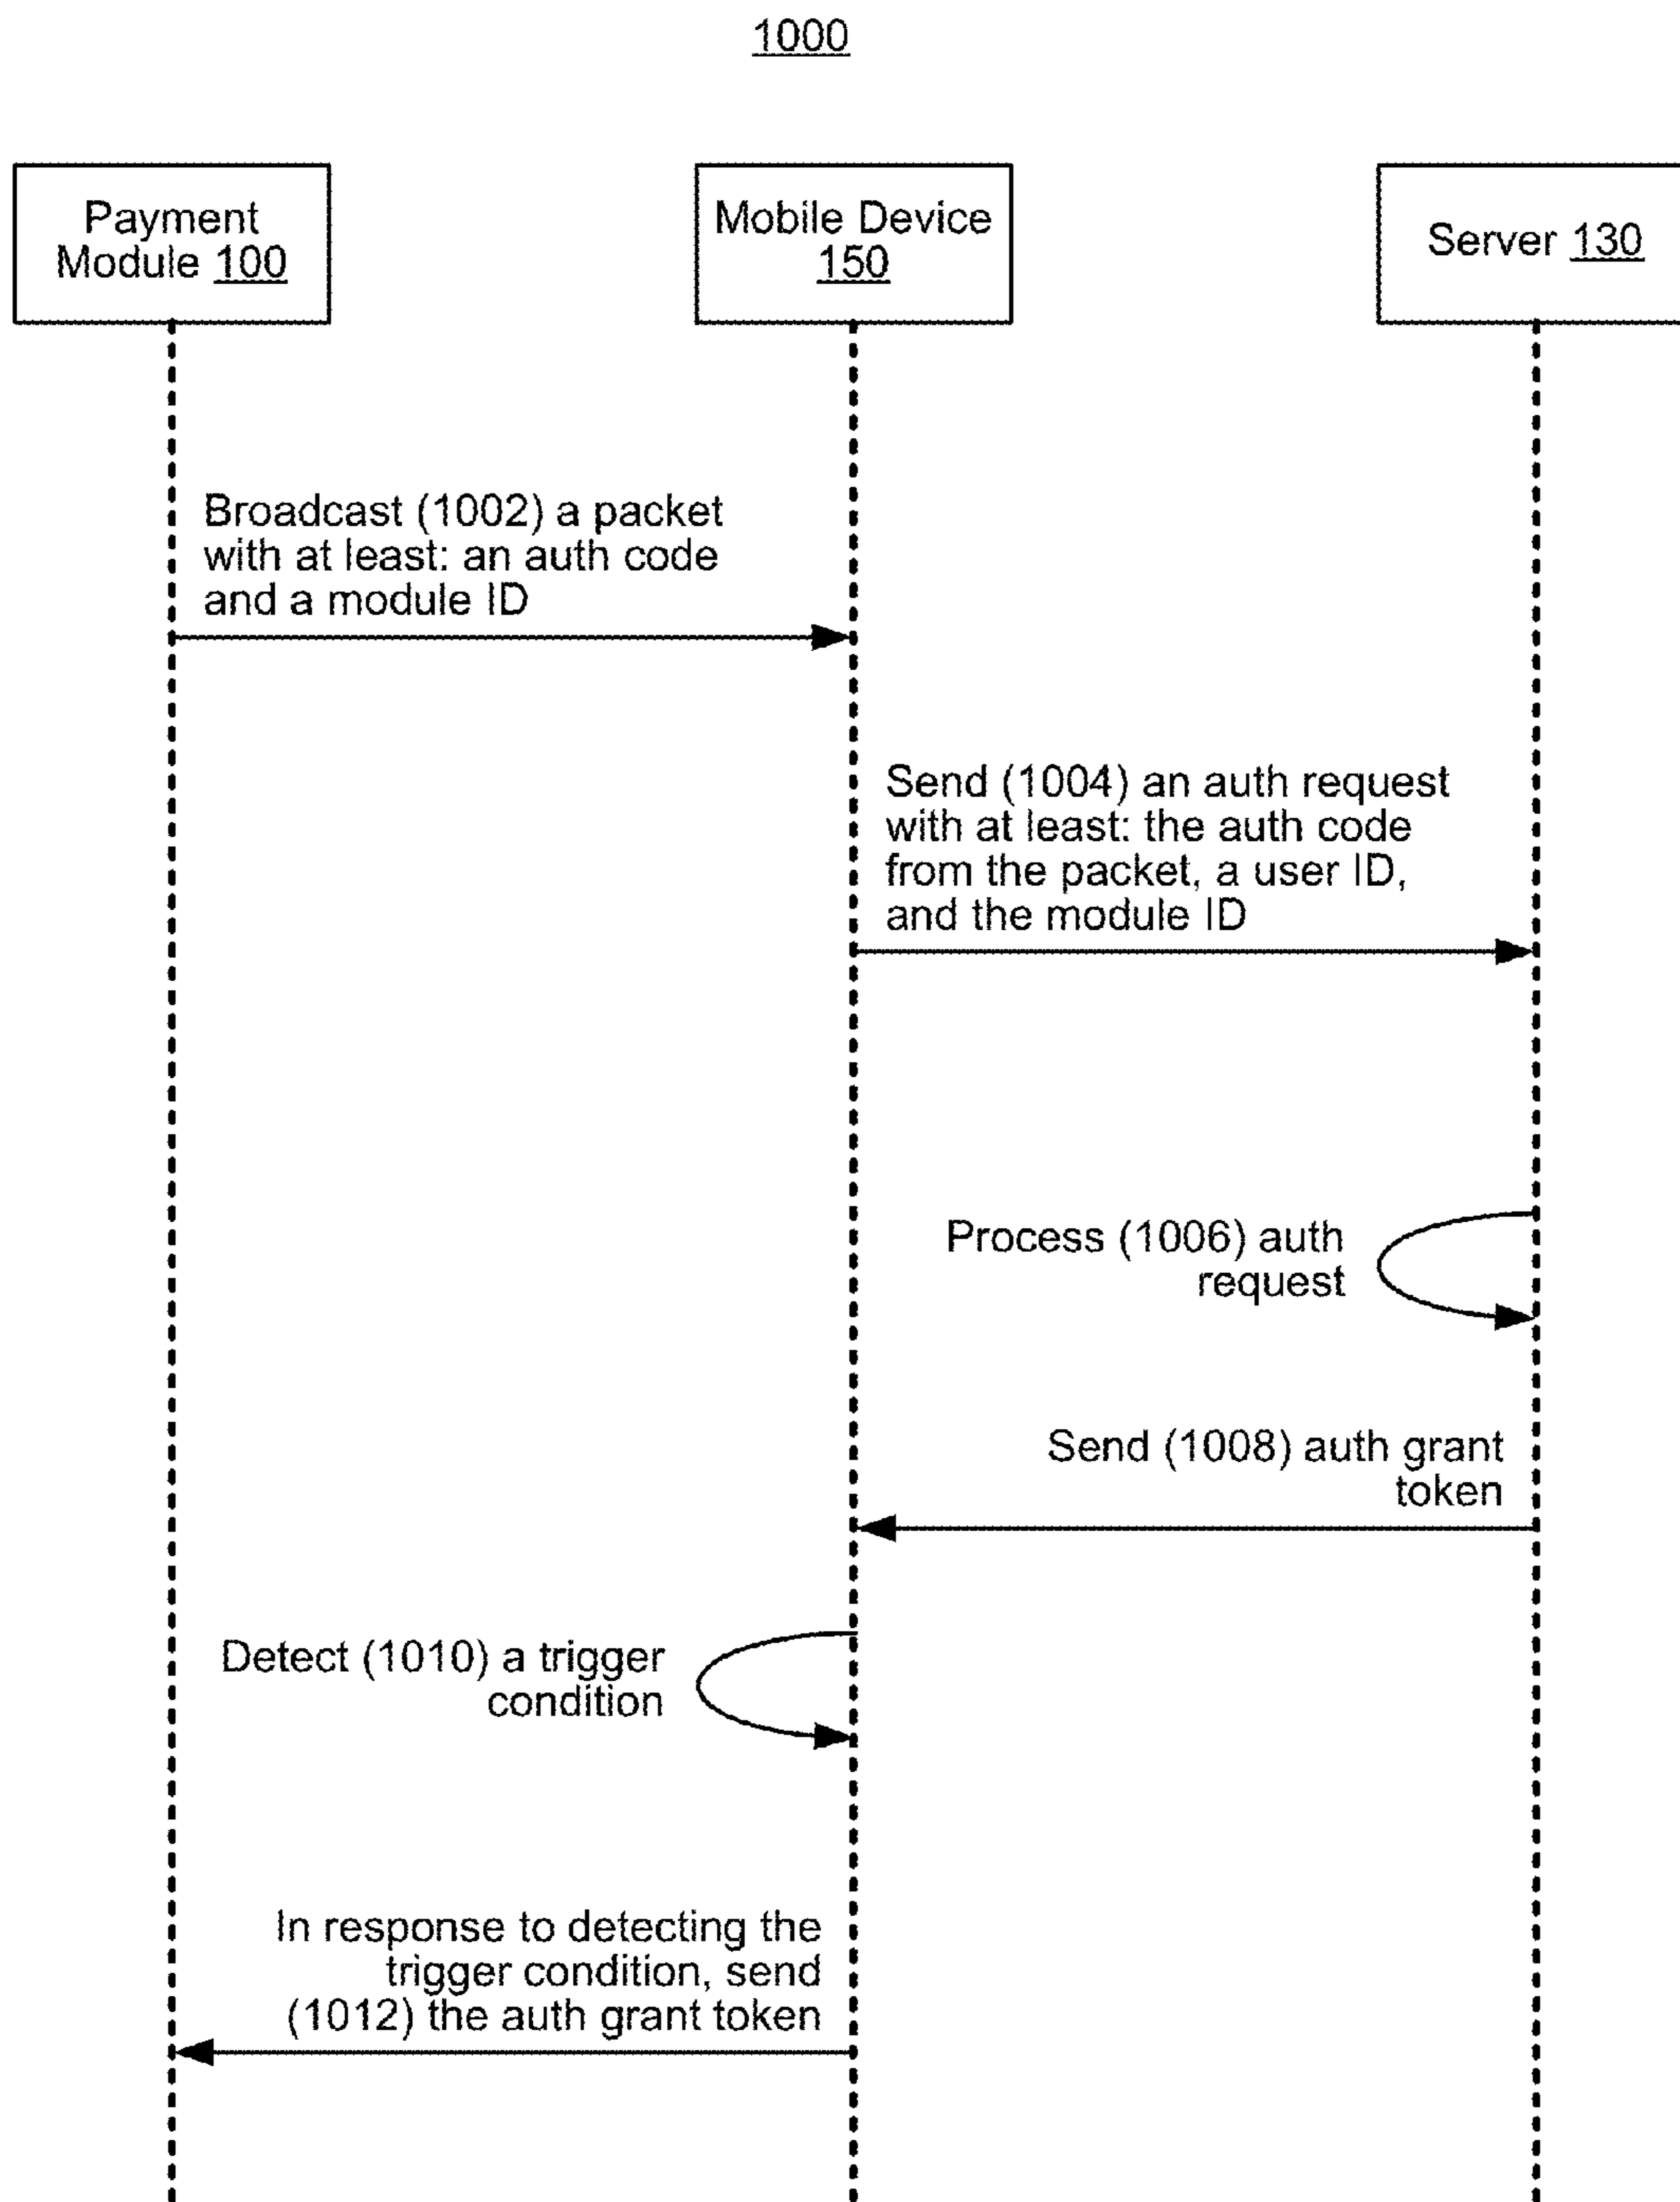 1000
Payment
Module 100
Mobile Device
150
Server 130
Broadcast (1002) a packet
with at least: an auth code
and a module ID
Send (1004) an auth request
with at least: the auth code
from the packet, a user ID,
and the module ID
Process (1006) auth
request
Send (1008) auth grant
token
Detect (1010) a trigger
condition
In response to detecting the
trigger condition, send
(1012) the auth grant token